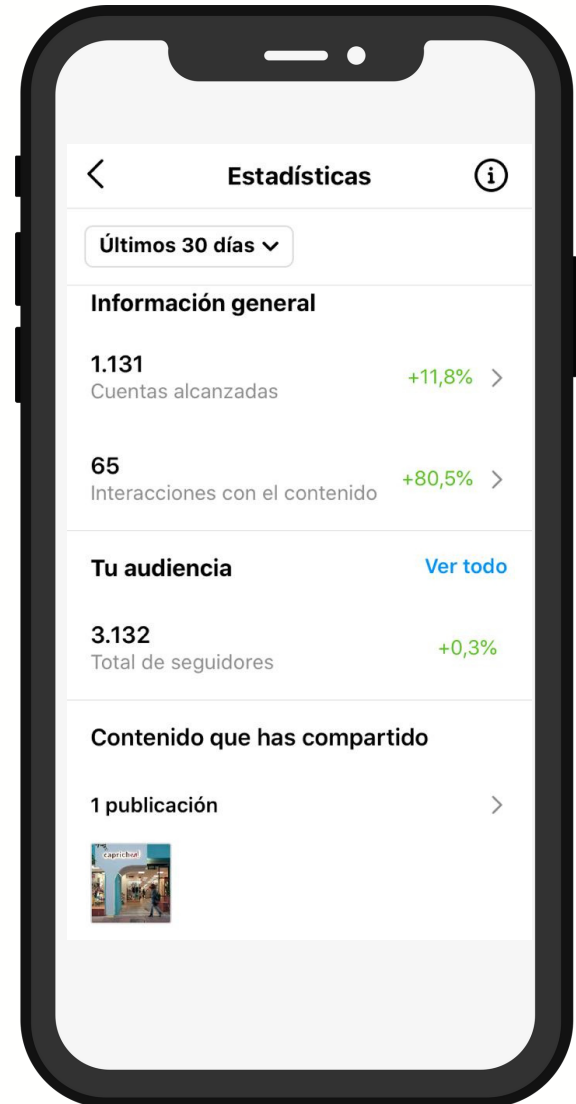 Estadísticas
Últimos 30 días
Información general
1.131
+11,8%
Cuentas alcanzadas
65
+80,5%
Interacciones con el contenido
Tu audiencia
Ver todo
3.132
+0,3%
Total de seguidores
Contenido que has compartido
1 publicación